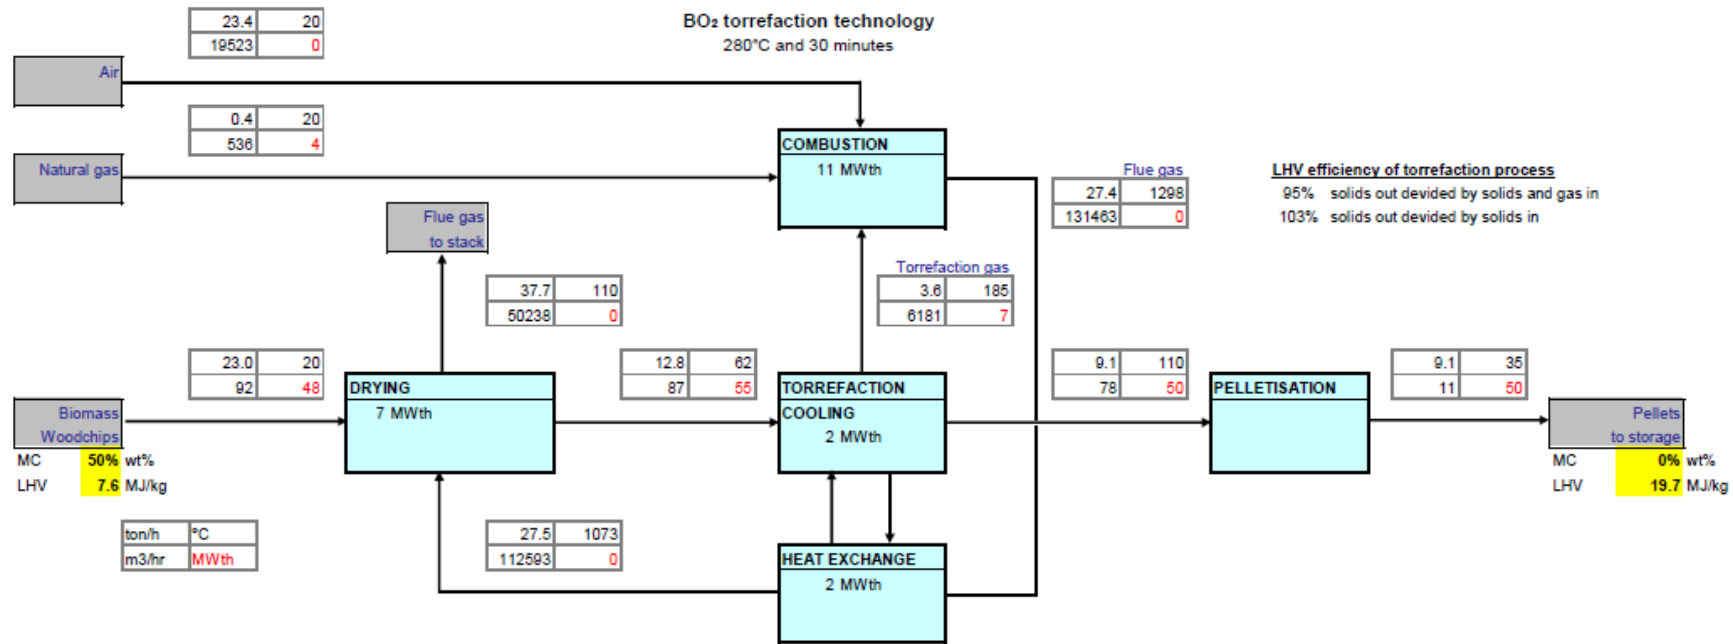 BO₂ torrefaction technology
280°C and 30 minutes
23.4 20
19523 0
Air
0.4 20
536 4
Natural gas
COMBUSTION
11 MWth
Flue gas
27.4 1298
131463 0
LHV efficiency of torrefaction process
95% solids out devided by solids and gas in
103% solids out devided by solids in
Flue gas
to stack
37.7 110
50238 0
Torrefaction gas
3.6 185
6181 7
23.0 20
92 48
Biomass
Woodchips
MC 50% wt%
LHV 7.6 MJ/kg
DRYING
7 MWth
12.8 62
87 55
TORREFACTION
COOLING
2 MWth
9.1 110
78 50
PELLETISATION
9.1 35
11 50
Pellets
to storage
MC 0% wt%
LHV 19.7 MJ/kg
ton/h ºC
m3/hr MWth
27.5 1073
112593 0
HEAT EXCHANGE
2 MWth